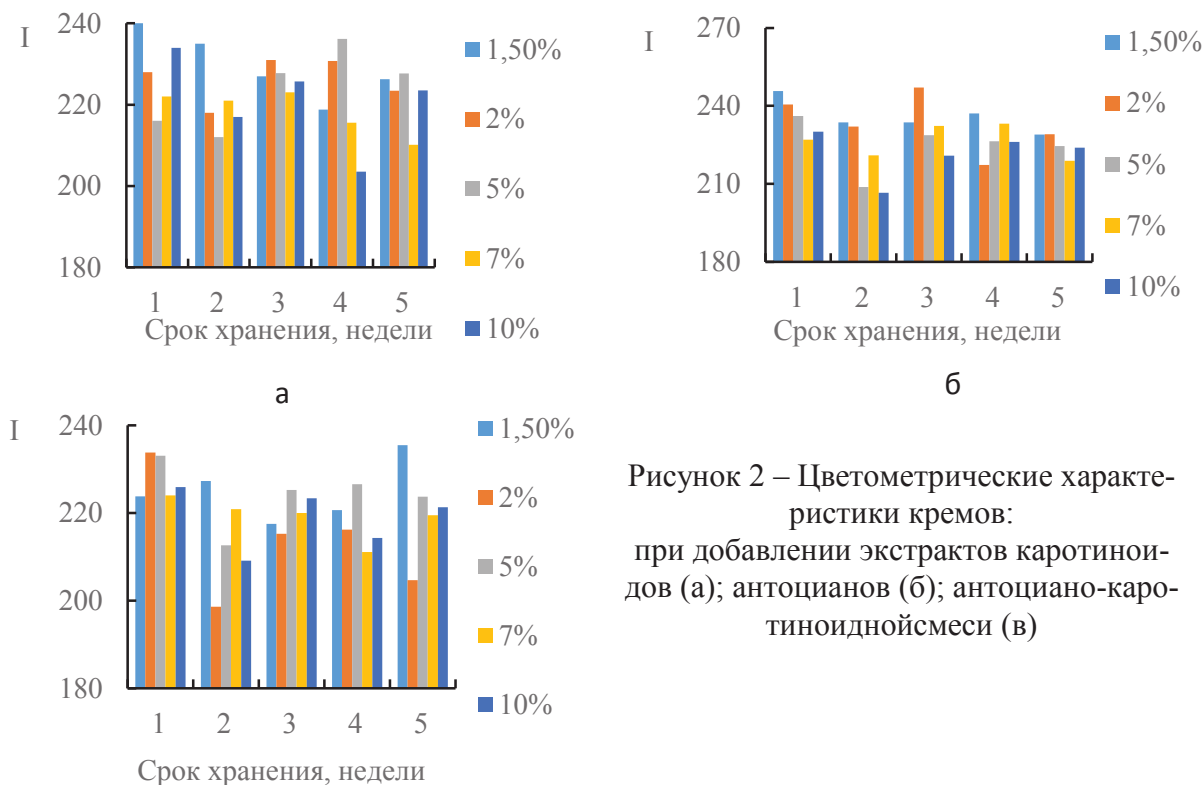 I
240
220
200
180
1 2 3 4 5
Срок хранения, недели
1,50%
2%
5%
7%
10%
а
I
270
240
210
180
1 2 3 4 5
Срок хранения, недели
1,50%
2%
5%
7%
10%
б
I
240
220
200
180
1 2 3 4 5
Срок хранения, недели
1,50%
2%
5%
7%
10%
Рисунок 2 – Цветометрические характе-
ристики кремов:
при добавлении экстрактов каротинои-
дов (а); антоцианов (б); антоциано-каро-
тиноиднойсмеси (в)